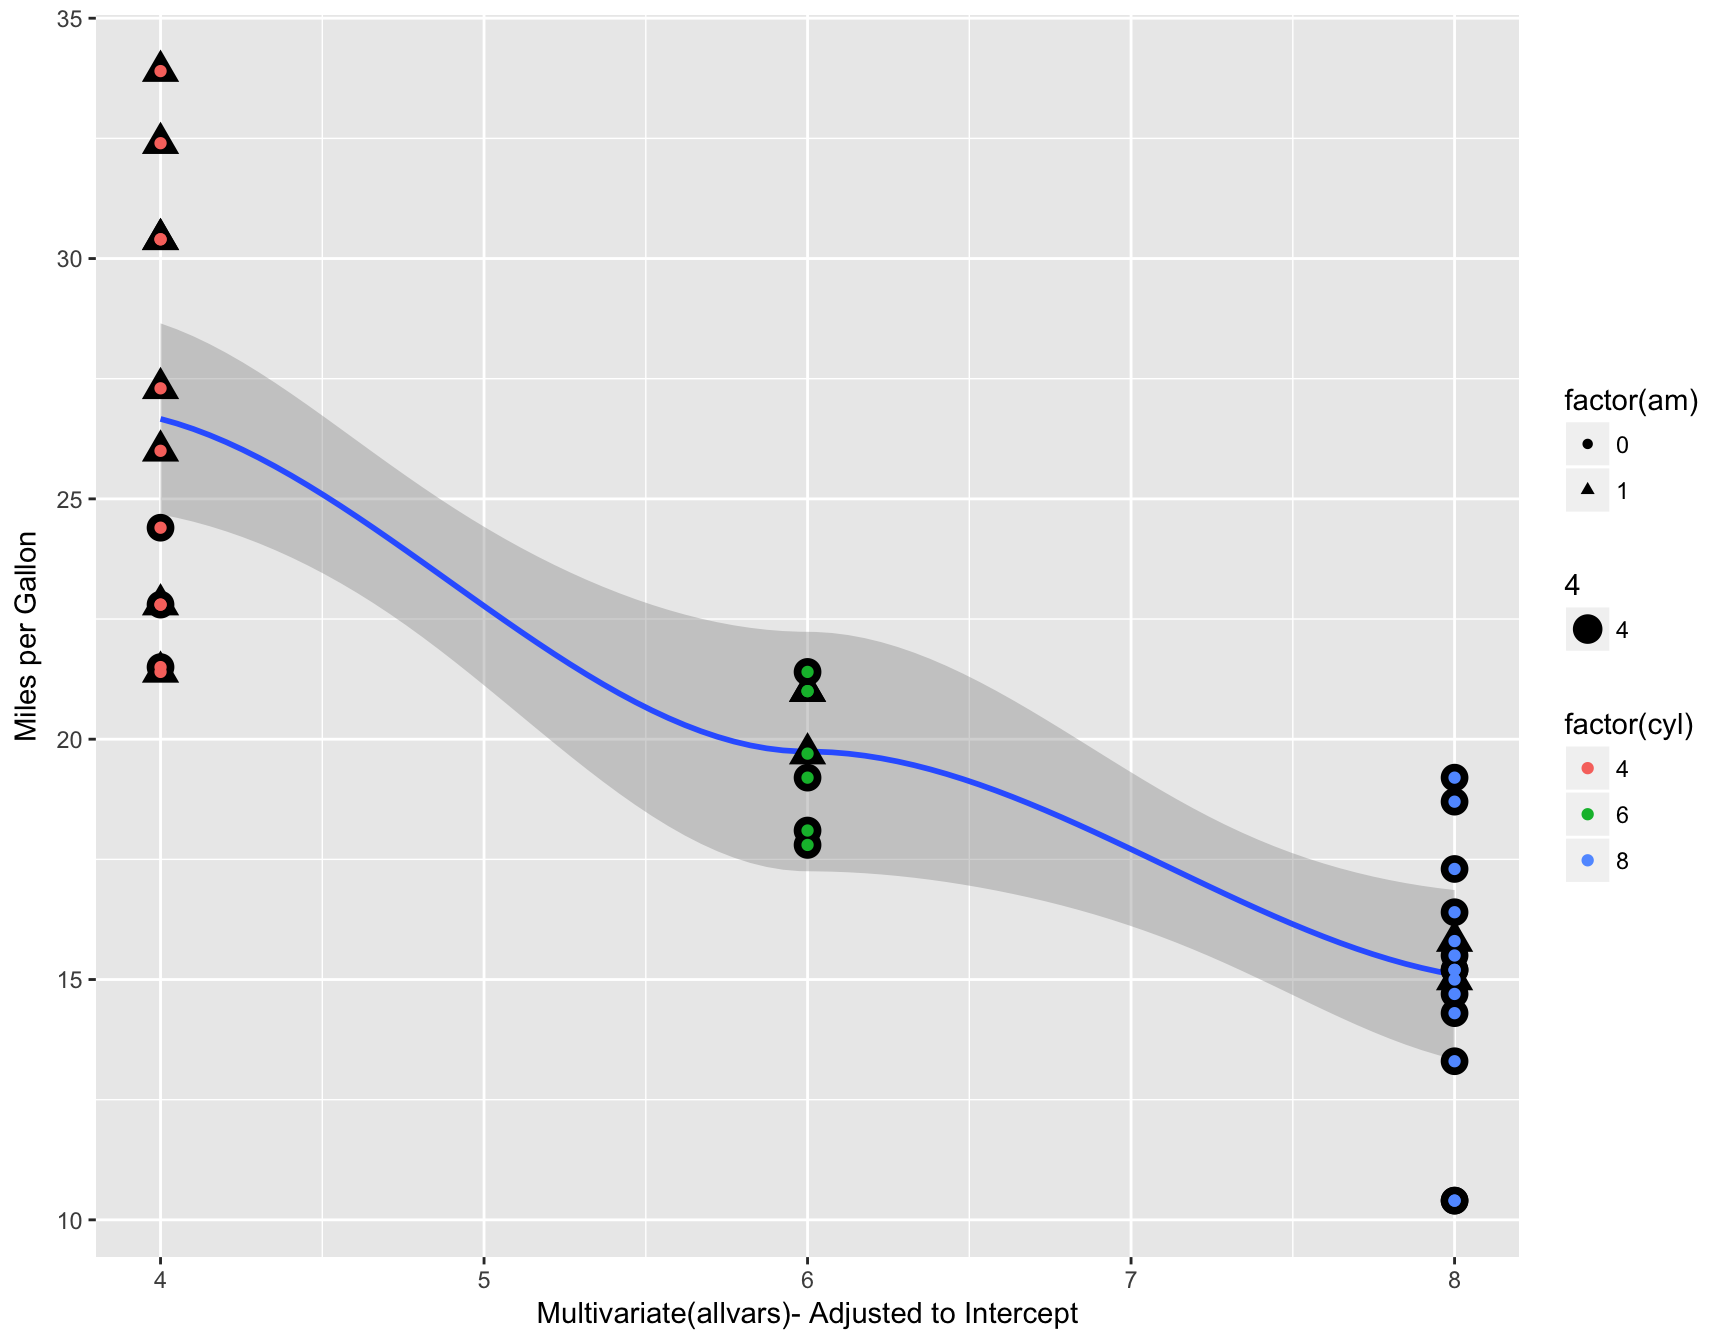 35
30
25
20
15
10
Miles per Gallon
4 5 6 7 8
Multivariate(allvars)- Adjusted to Intercept
factor(am)
0
1
4
4
factor(cyl)
4
6
8